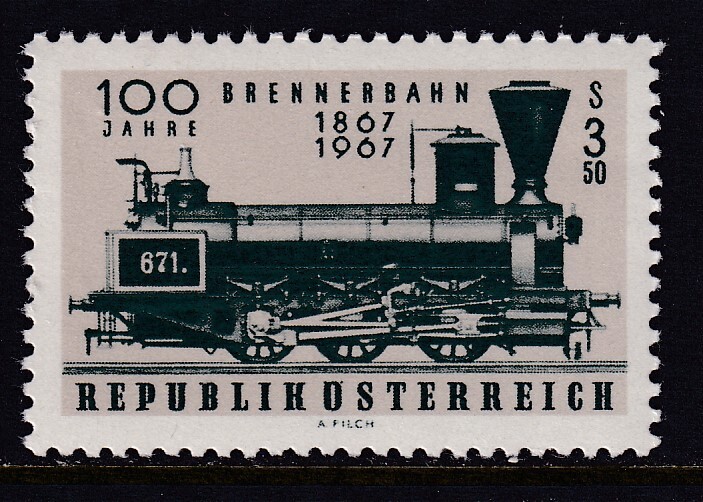 100 BRENNERBAHN S
JAHRE 1867 3
1967 50
671.
REPUBLIK ÖSTERREICH
A. PILCH